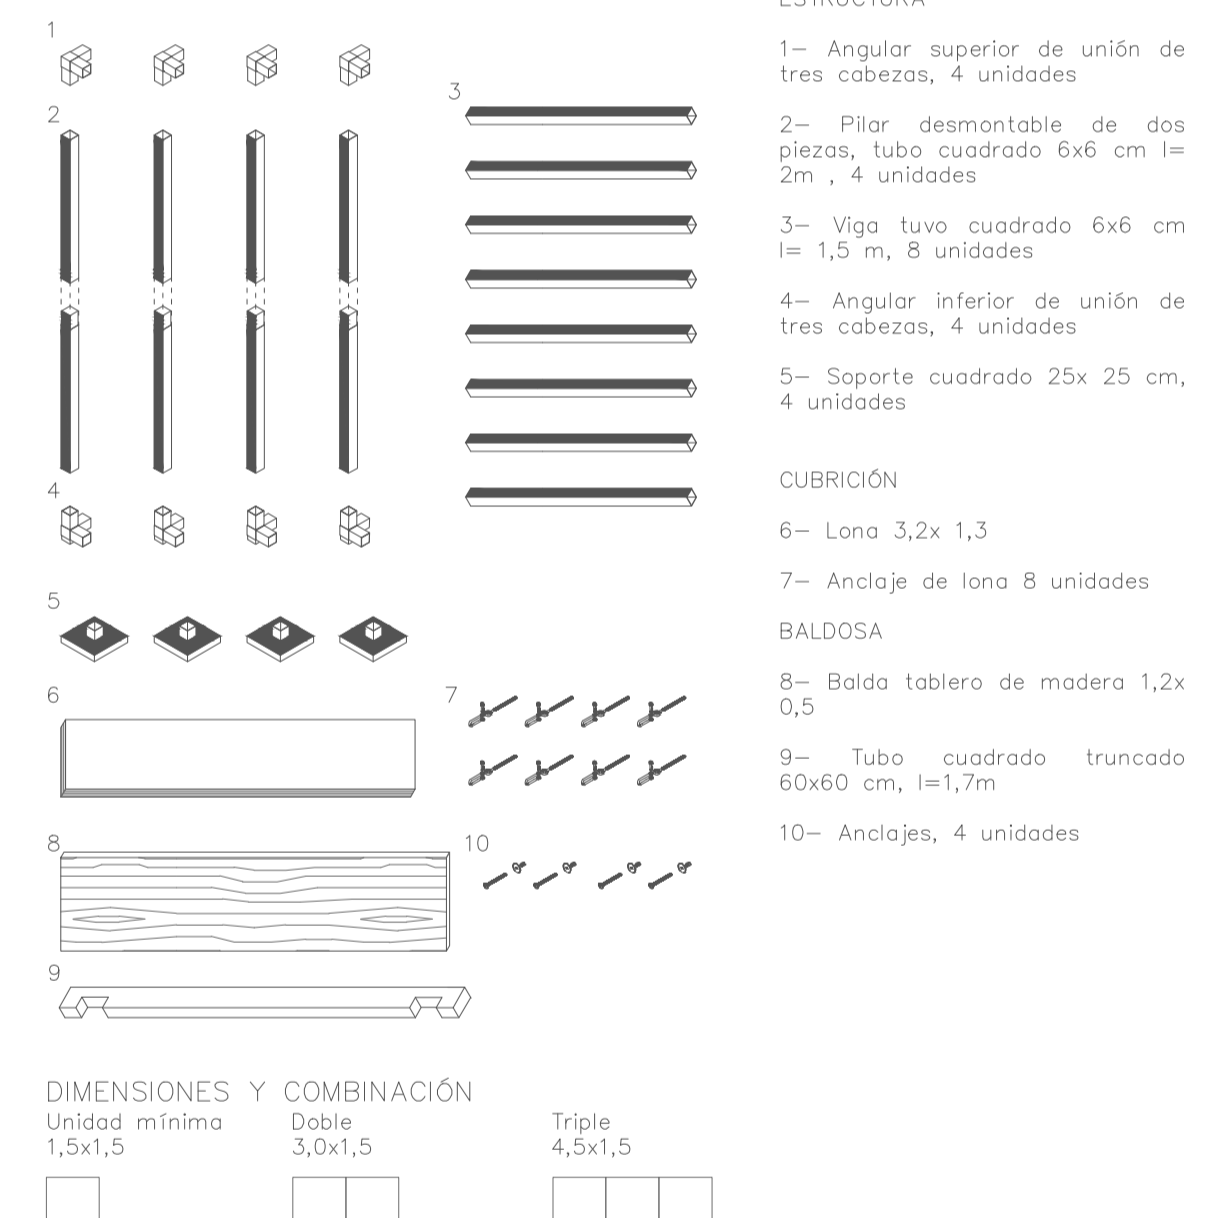 ESTRUCTURA
1
2
3
4
5
6
7
8
9
10
1– Angular superior de unión de
tres cabezas, 4 unidades
2– Pilar desmontable de dos
piezas, tubo cuadrado 6x6 cm l=
2m , 4 unidades
3– Viga tuvo cuadrado 6x6 cm
l= 1,5 m, 8 unidades
4– Angular inferior de unión de
tres cabezas, 4 unidades
5– Soporte cuadrado 25x 25 cm,
4 unidades
CUBRICIÓN
6– Lona 3,2x 1,3
7– Anclaje de lona 8 unidades
BALDOSA
8– Balda tablero de madera 1,2x
0,5
9– Tubo cuadrado truncado
60x60 cm, l=1,7m
10– Anclajes, 4 unidades
DIMENSIONES Y COMBINACIÓN
Unidad mínima
1,5x1,5
Doble
3,0x1,5
Triple
4,5x1,5